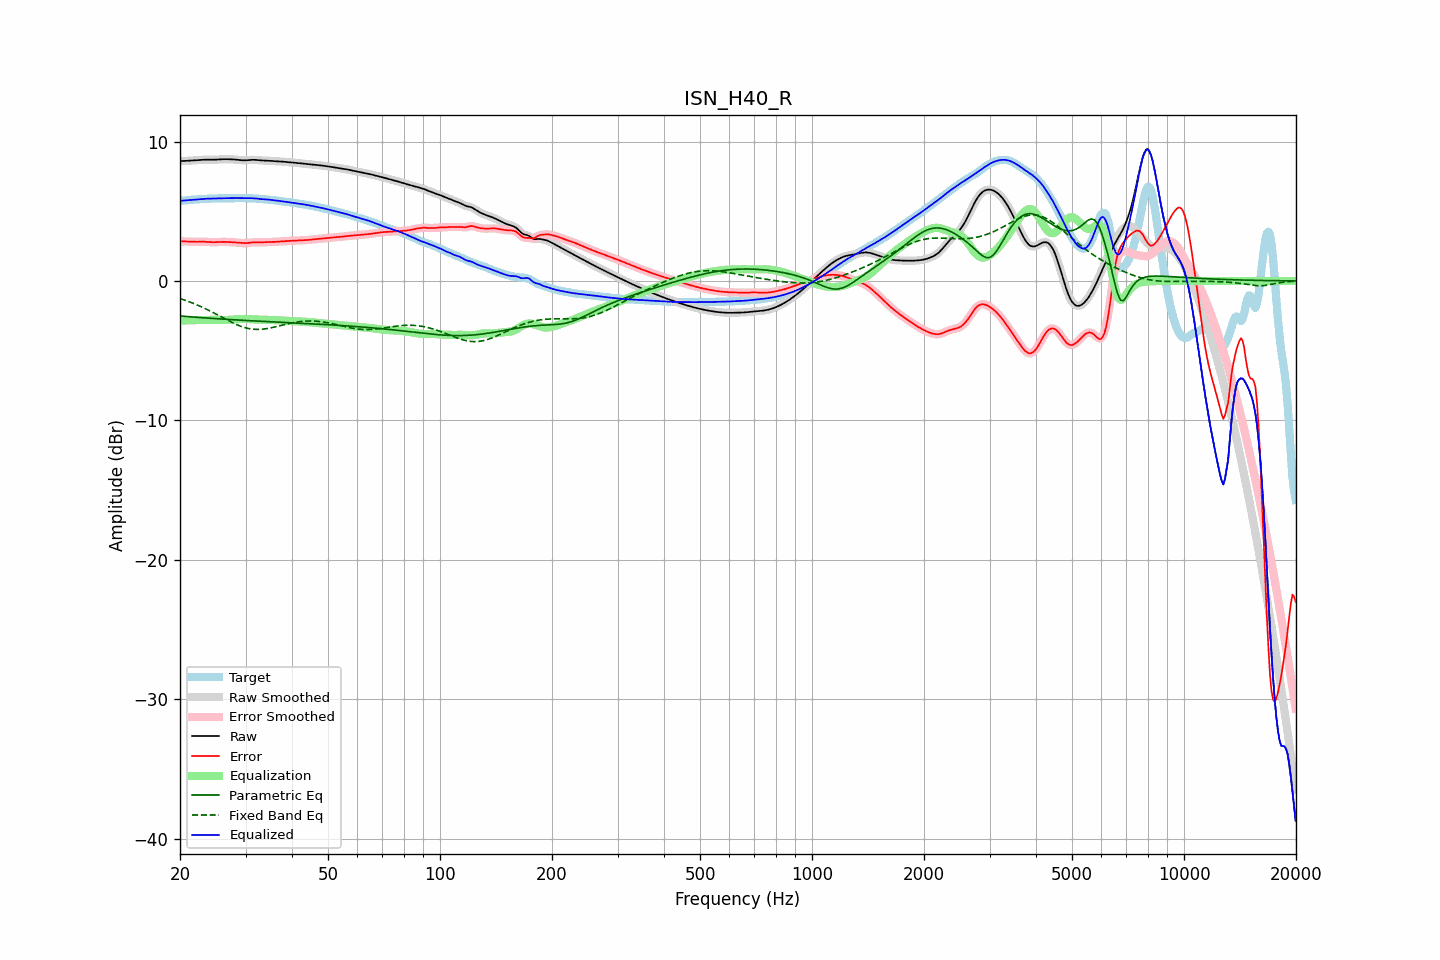 ISN_H40_R
Amplitude (dBr)
10
0
−10
−20
−30
−40
Target
Raw Smoothed
Error Smoothed
Raw
Error
Equalization
Parametric Eq
Fixed Band Eq
Equalized
20 50 100 200 500 1000 2000 5000 10000 20000
Frequency (Hz)